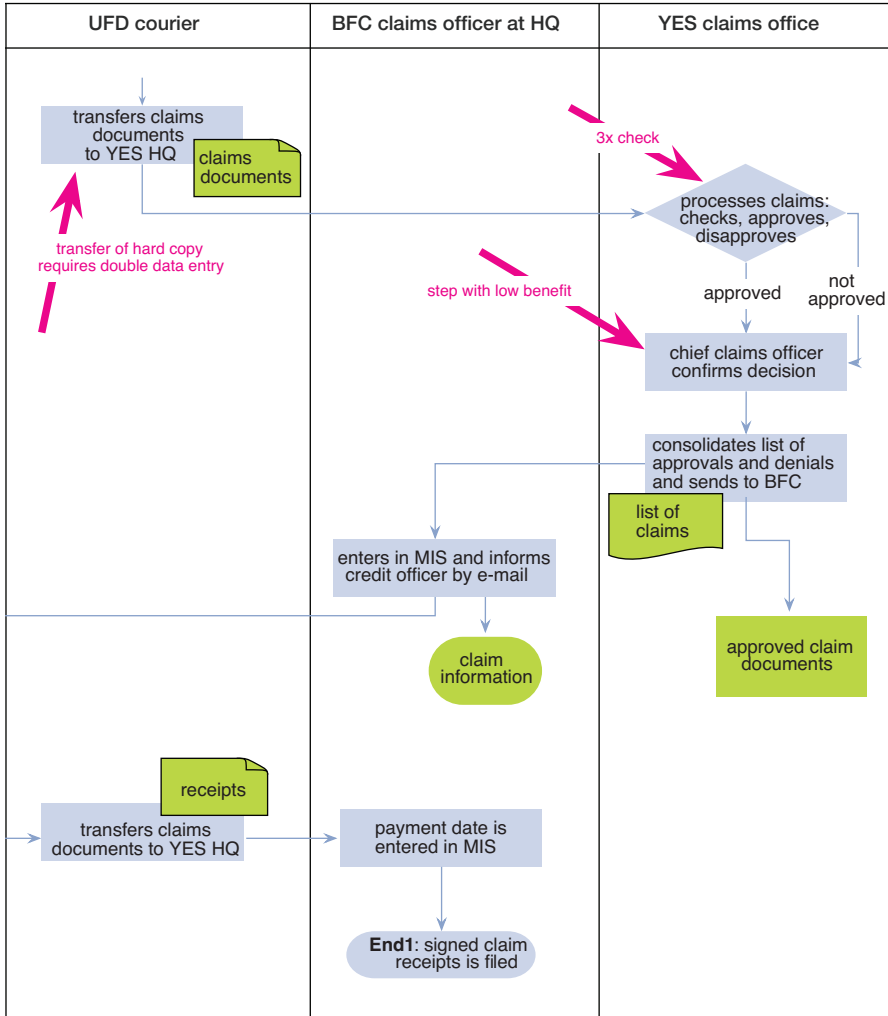 UFD courier
BFC claims officer at HQ
YES claims office
transfers claims
documents
to YES HQ
claims
documents
3x check
processes claims:
checks, approves,
disapproves
transfer of hard copy
requires double data entry
step with low benefit
approved
not
approved
chief claims officer
confirms decision
consolidates list of
approvals and denials
and sends to BFC
list of
claims
enters in MIS and informs
credit officer by e-mail
claim
information
approved claim
documents
receipts
transfers claims
documents to YES HQ
payment date is
entered in MIS
End1: signed claim
receipts is filed